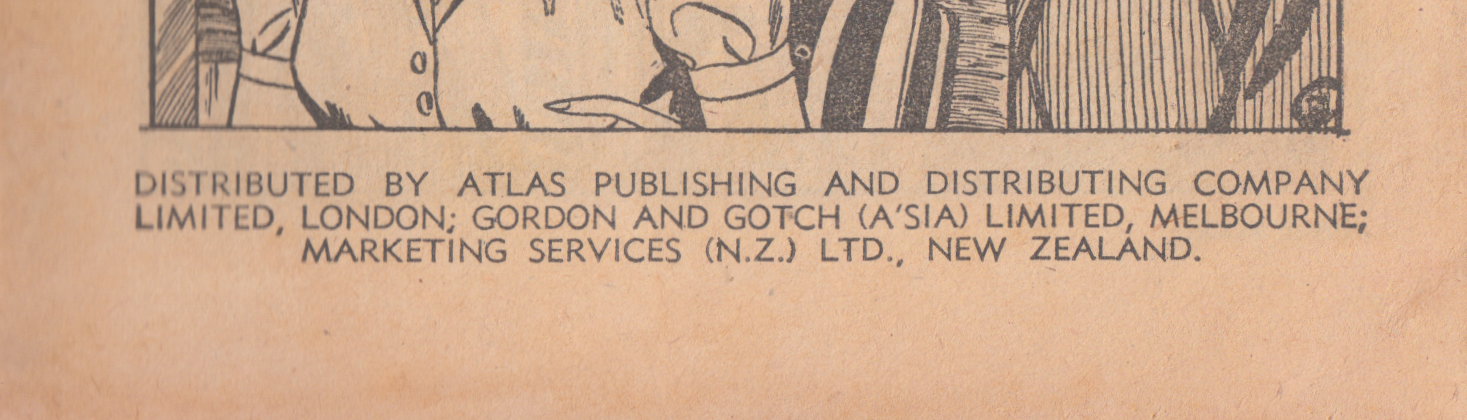 DISTRIBUTED BY ATLAS PUBLISHING AND DISTRIBUTING COMPANY
LIMITED, LONDON; GORDON AND GOTCH (A'SIA) LIMITED, MELBOURNE;
MARKETING SERVICES (N.Z.) LTD., NEW ZEALAND.